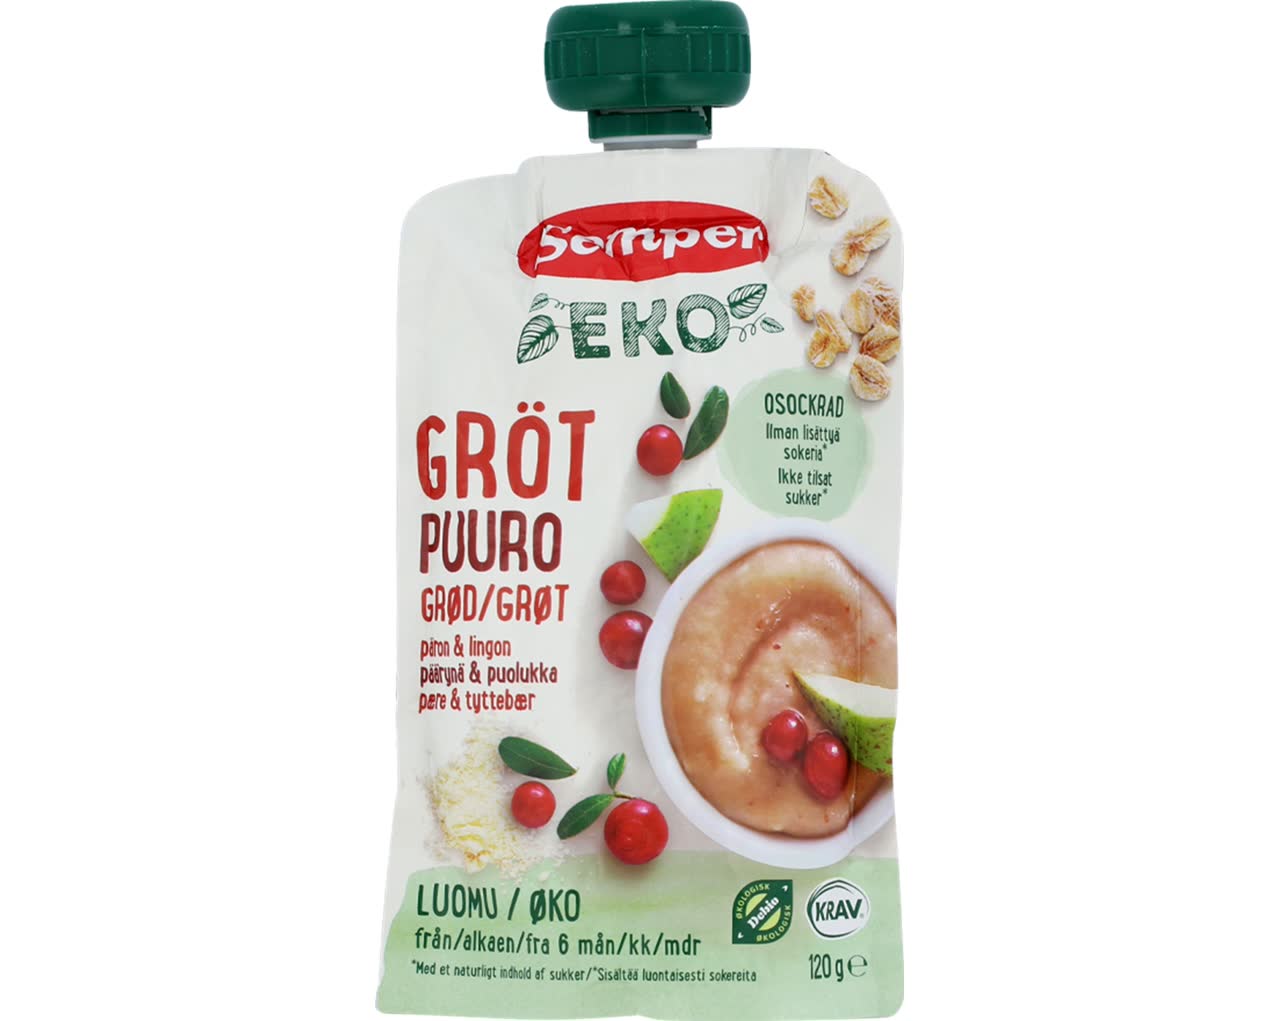 Semper
EKO
OSOCKRAD
Ilman lisättyä
sokeria*
Ikke tilsat
sukker*
GRÖT
PUURO
GRØD/GRØT
päron & lingon
päärynä & puolukka
pære & tyttebær
LUOMU / ØKO
från/alkaen/fra 6 mån/kk/mdr
*Med et naturligt indhold af sukker/*Sisältää luontaisesti sokereita
ØKOLOGISK
Debio
ØKOLOGISK
KRAV®
120 g e